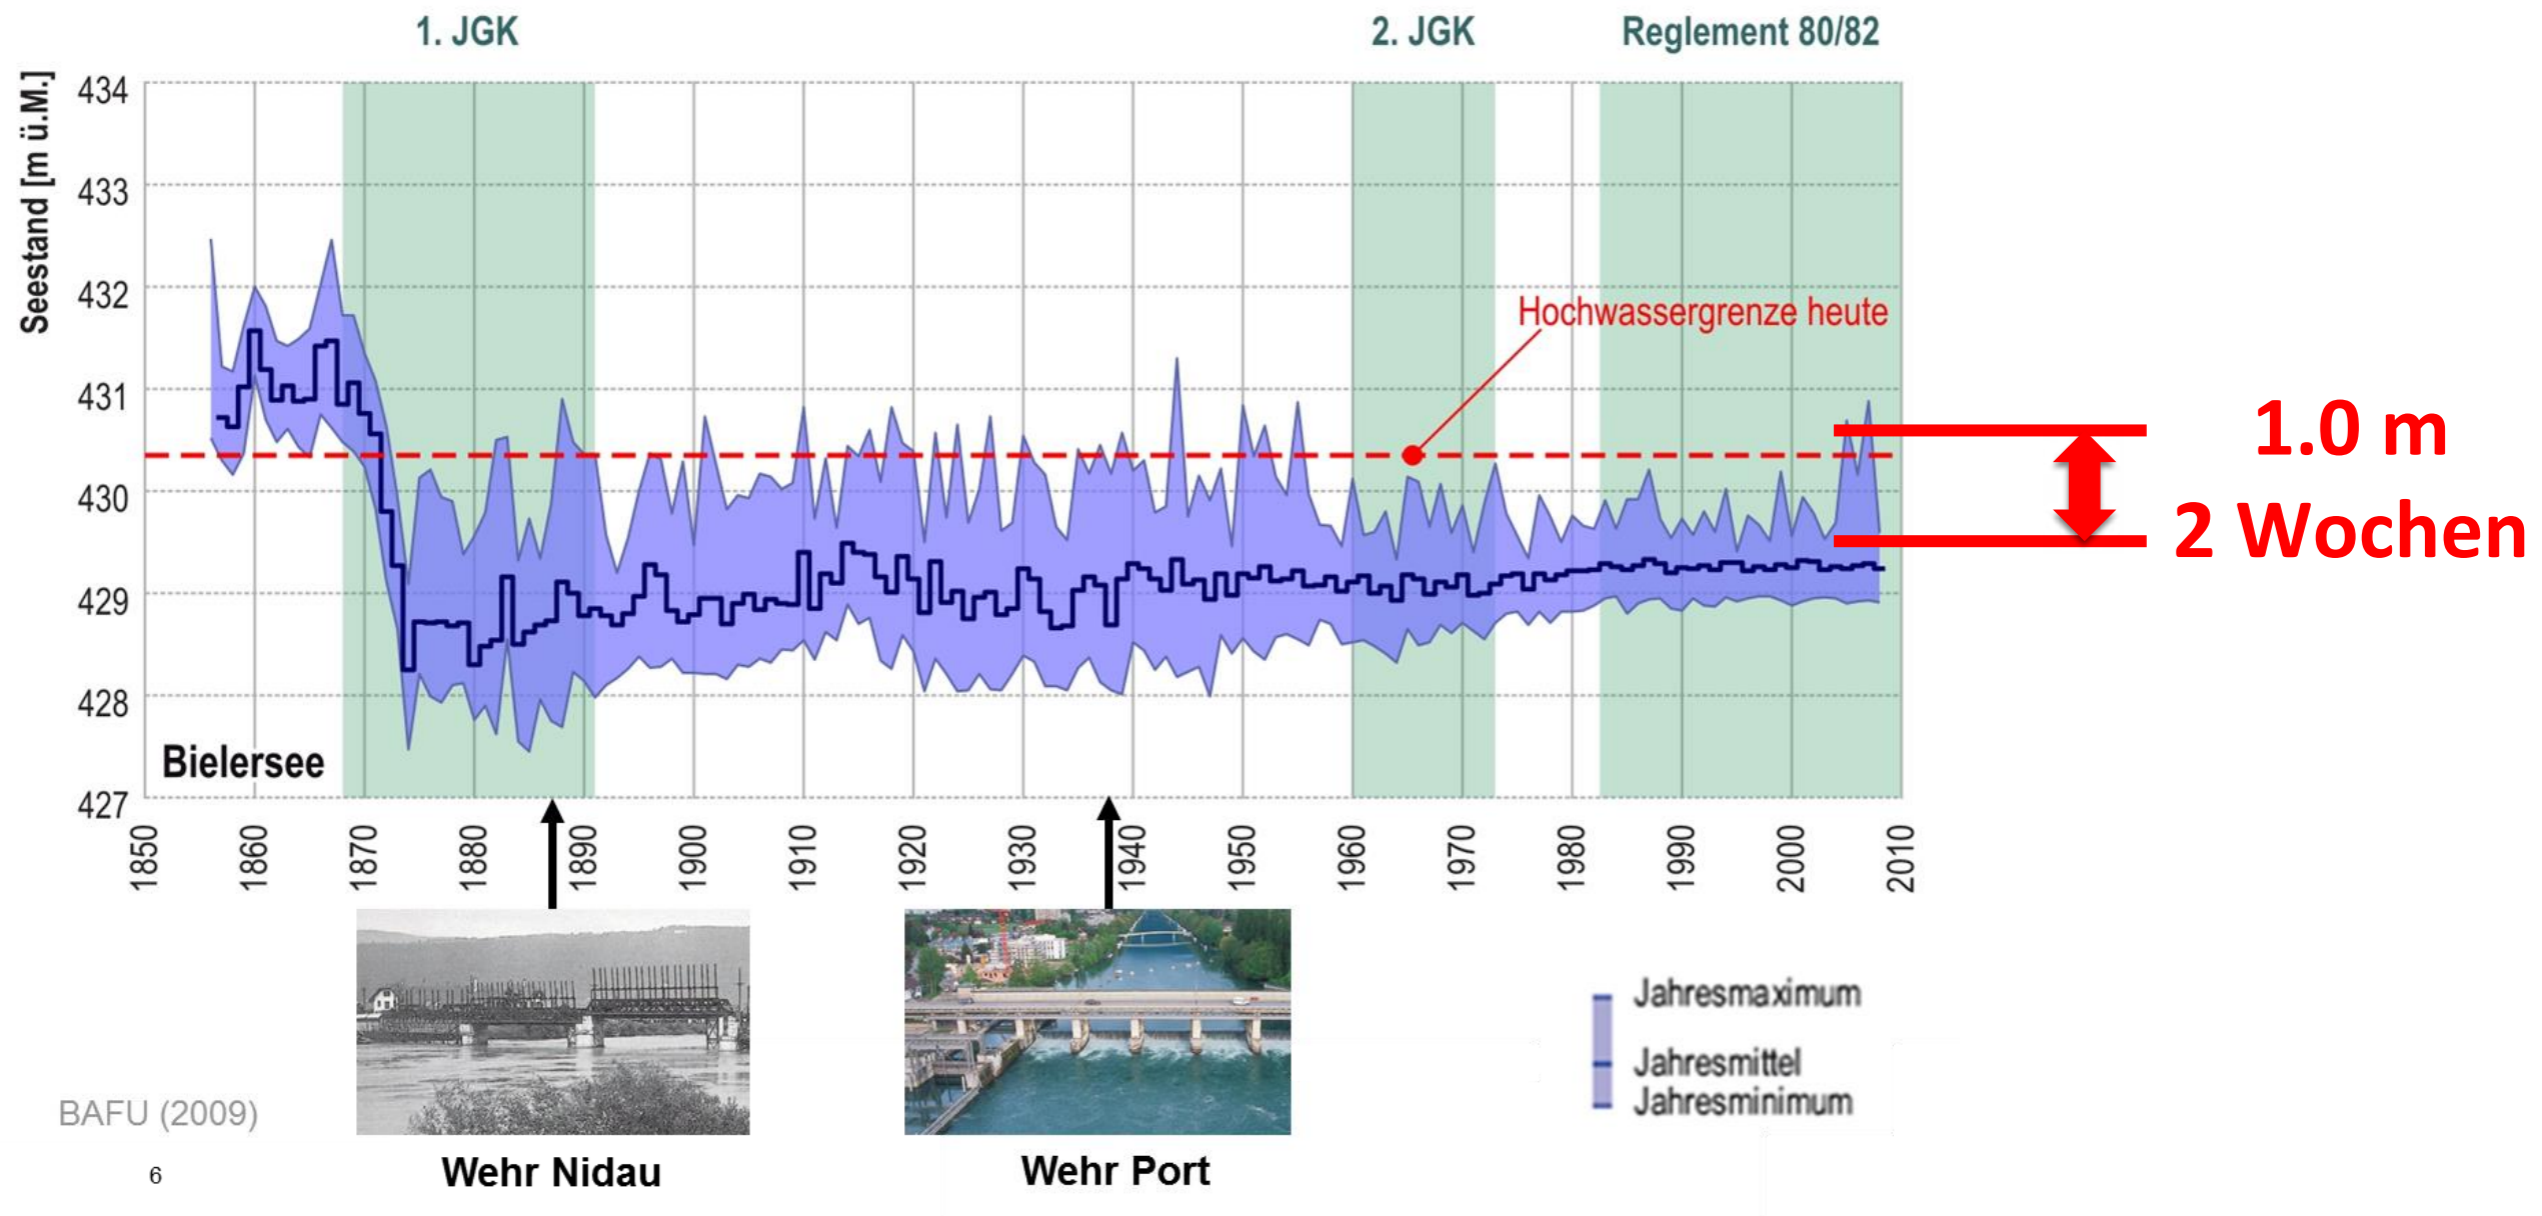 1. JGK
2. JGK
Reglement 80/82
Seestand [m ü.M.]
434
433
432
431
430
429
428
427
Hochwassergrenze heute
1.0 m
2 Wochen
Bielersee
1850
1860
1870
1880
1890
1900
1910
1920
1930
1940
1950
1960
1970
1980
1990
2000
2010
Jahresmaximum
Jahresmittel
Jahresminimum
BAFU (2009)
Wehr Nidau
Wehr Port
6